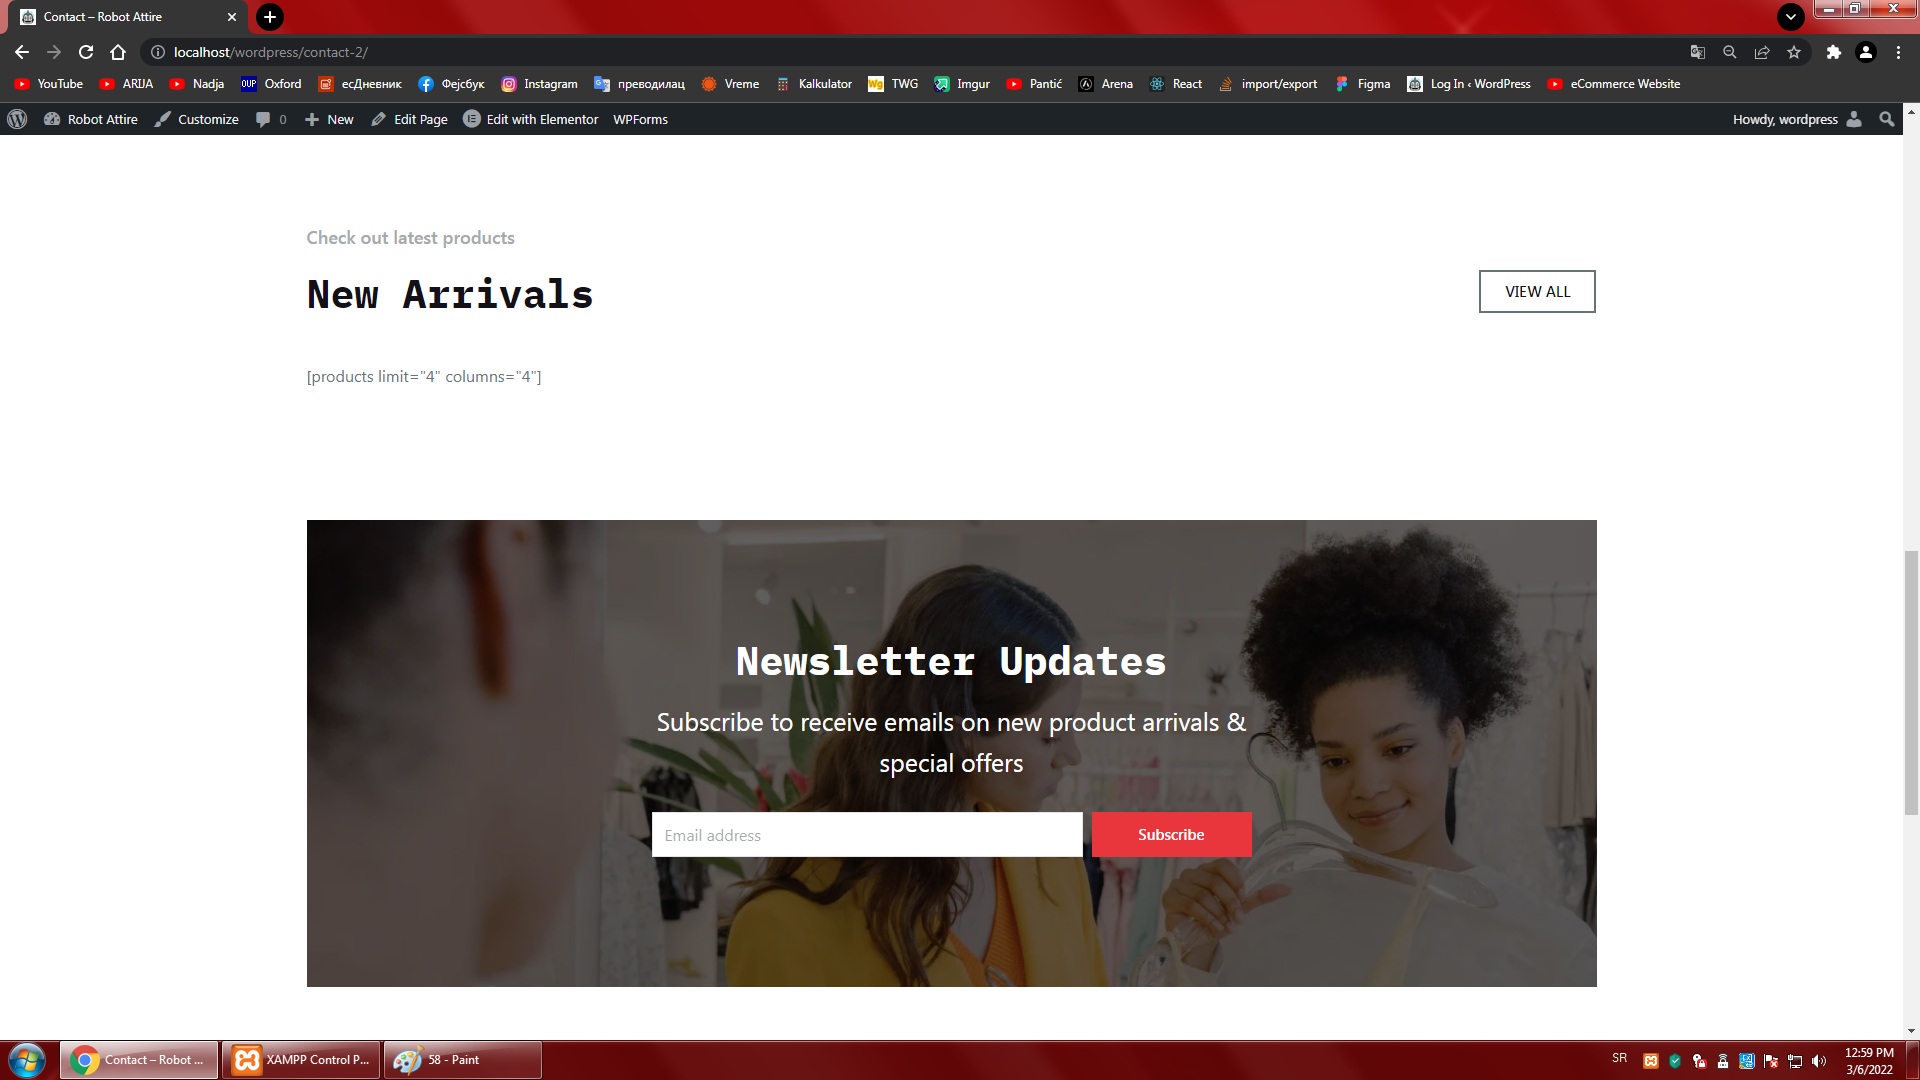 Contact – Robot Attire
localhost/wordpress/contact-2/
YouTube ARIJA Nadja OUP Oxford есДневник Фејсбук Instagram преводилац Vreme Kalkulator Wg TWG Imgur Pantić Arena React import/export Figma Log In ‹ WordPress eCommerce Website
Robot Attire Customize 0 New Edit Page Edit with Elementor WPForms Howdy, wordpress
Check out latest products
New Arrivals
VIEW ALL
[products limit="4" columns="4"]
Newsletter Updates
Subscribe to receive emails on new product arrivals &
special offers
Email address Subscribe
Contact – Robot ... XAMPP Control P... 58 - Paint SR 12:59 PM
3/6/2022